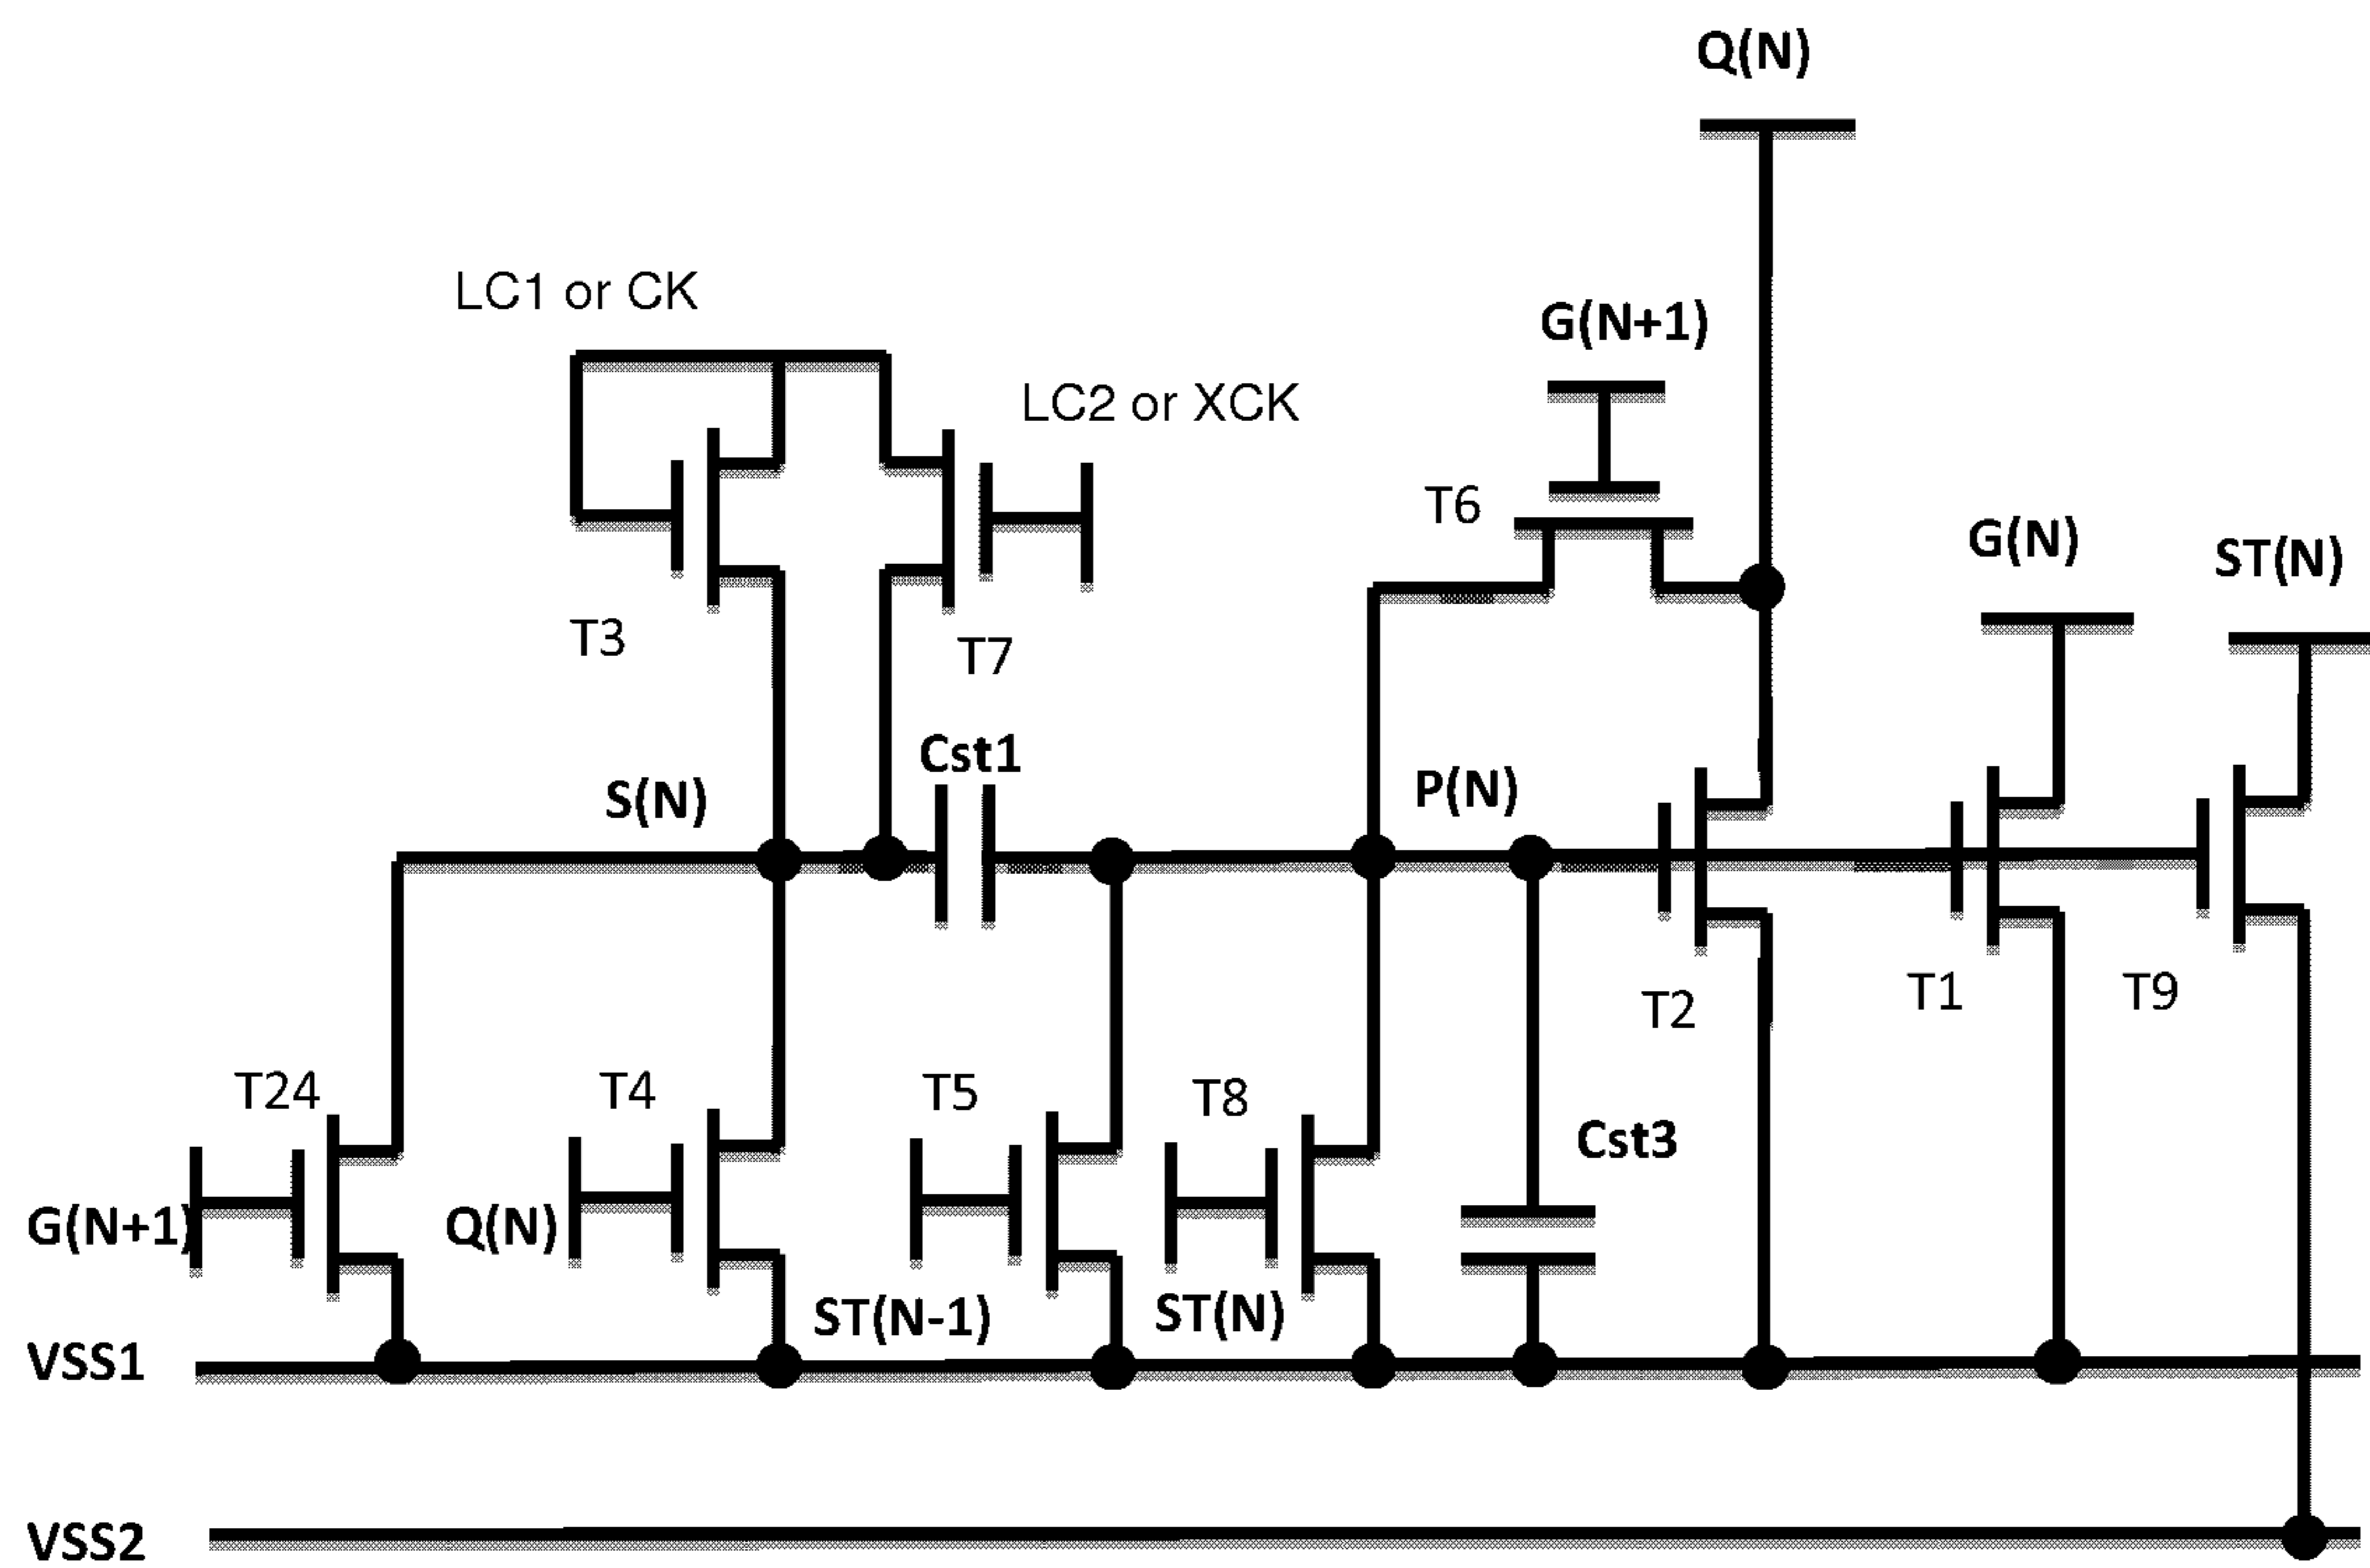 Q(N)
LC1 or CK
G(N+1)
LC2 or XCK
T6
G(N)
ST(N)
T3
T7
Cst1
S(N)
P(N)
T2
T1
T9
T24
T4
T5
T8
Cst3
G(N+1)
Q(N)
ST(N-1)
ST(N)
VSS1
VSS2